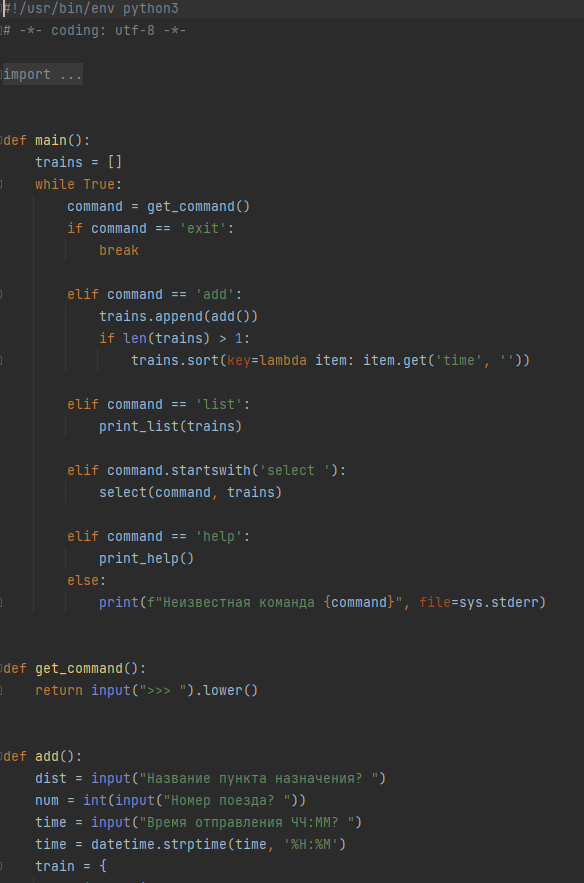 #!/usr/bin/env python3
# -*- coding: utf-8 -*-
import ...
def main():
    trains = []
    while True:
        command = get_command()
        if command == 'exit':
            break
        elif command == 'add':
            trains.append(add())
            if len(trains) > 1:
                trains.sort(key=lambda item: item.get('time', ''))
        elif command == 'list':
            print_list(trains)
        elif command.startswith('select '):
            select(command, trains)
        elif command == 'help':
            print_help()
        else:
            print(f"Неизвестная команда {command}", file=sys.stderr)
def get_command():
    return input(">>> ").lower()
def add():
    dist = input("Название пункта назначения? ")
    num = int(input("Номер поезда? "))
    time = input("Время отправления ЧЧ:ММ? ")
    time = datetime.strptime(time, '%H:%M')
    train = {